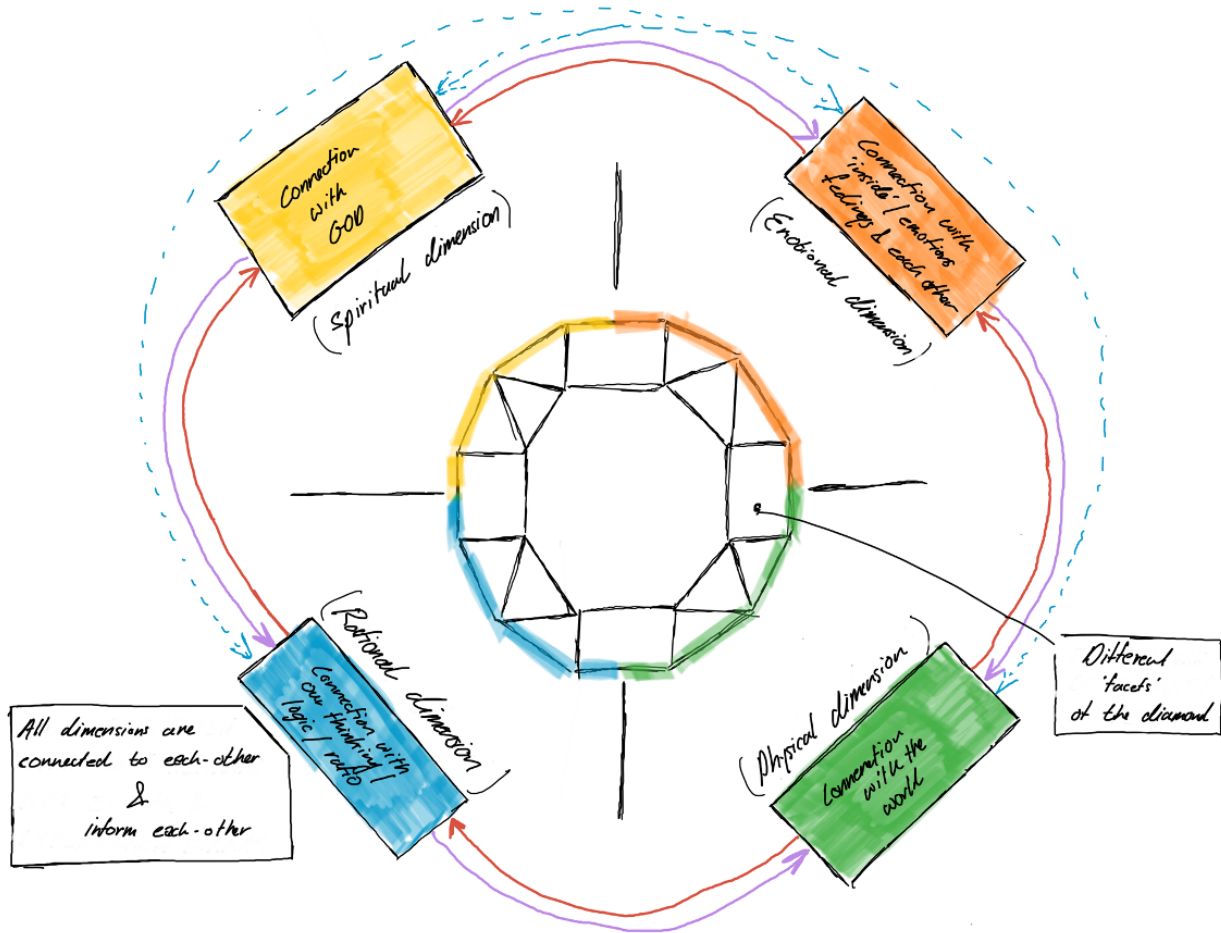 Connection
with
GOD
(Spiritual dimension)
Connection with
'inside' / emotions
feelings & each other
(Emotional dimension)
(Rational dimension)
Connection with
our thinking /
logic / ratio
(Physical dimension)
Connection
with the
world
Different
'facets'
of the diamond
All dimensions are
connected to each-other
&
inform each-other